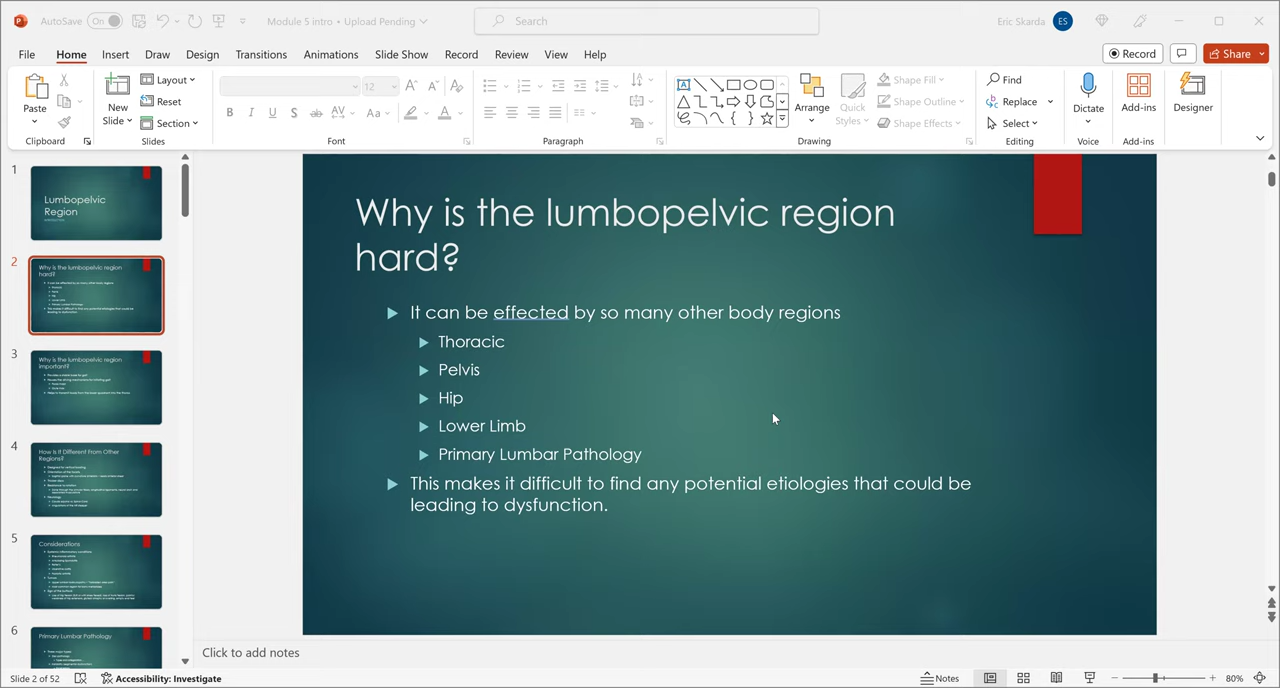 AutoSave On Module 5 intro • Upload Pending Search Eric Skarda ES
File Home Insert Draw Design Transitions Animations Slide Show Record Review View Help Record Share
Paste New Slide Layout Reset Section 12 Arrange Quick Styles Shape Fill Shape Outline Shape Effects Find Replace Select Dictate Add-ins Designer
Clipboard Slides Font Paragraph Drawing Editing Voice Add-ins
1
Lumbopelvic
Region
2
Why is the lumbopelvic region
hard?
3
Why is the lumbopelvic region
important?
4
How Is It Different From Other
Regions?
5
Considerations
6
Primary Lumbar Pathology
Why is the lumbopelvic region
hard?
It can be effected by so many other body regions
Thoracic
Pelvis
Hip
Lower Limb
Primary Lumbar Pathology
This makes it difficult to find any potential etiologies that could be
leading to dysfunction.
Click to add notes
Slide 2 of 52 Accessibility: Investigate Notes 80%